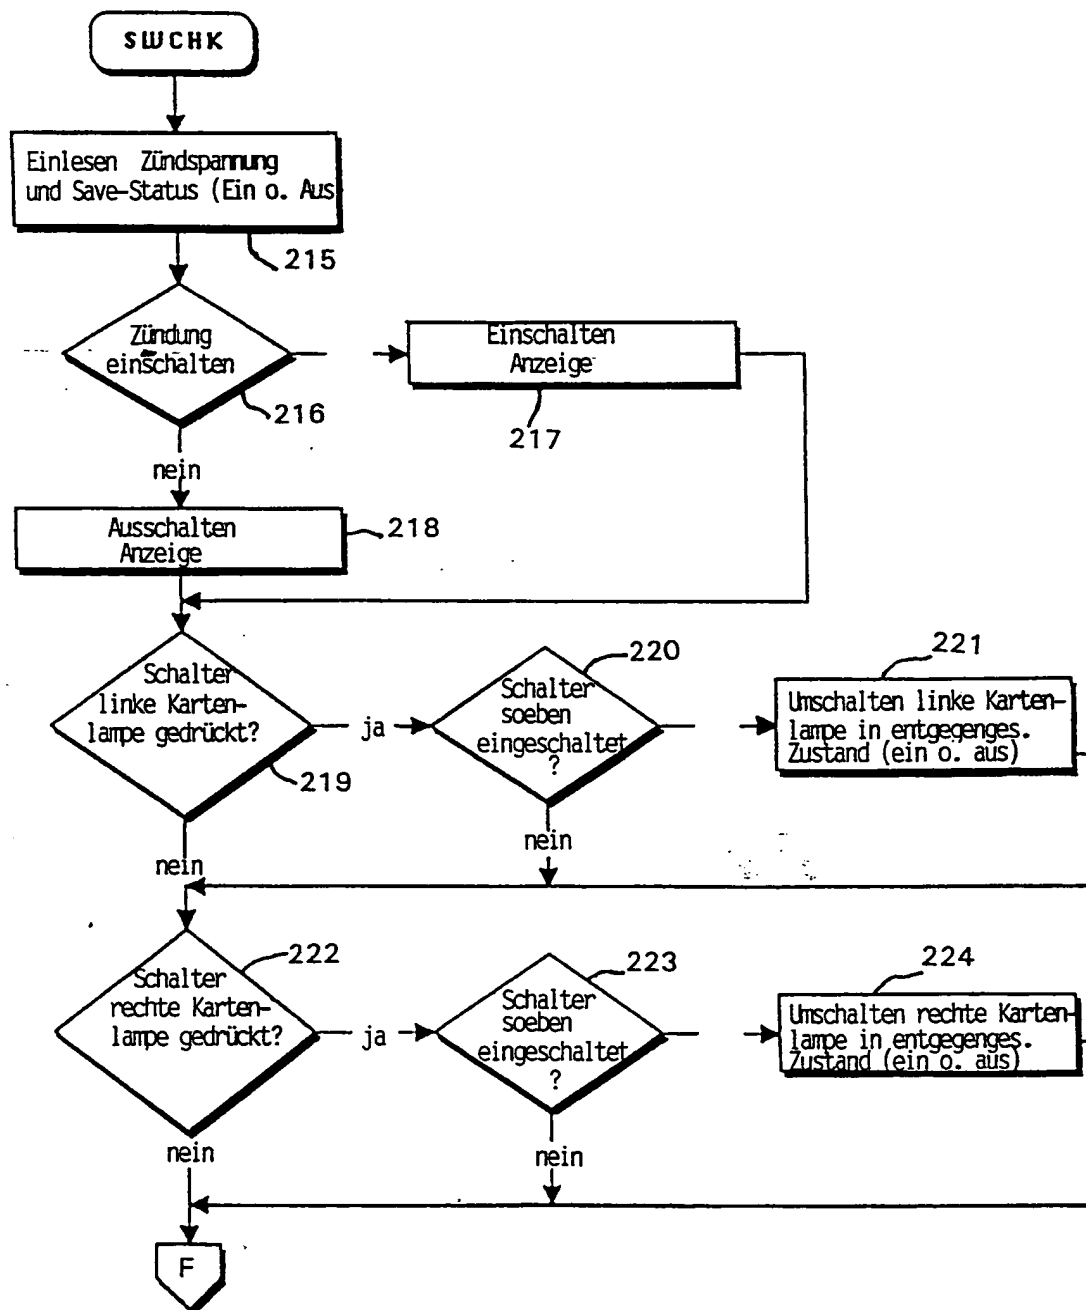 SWCHK
Einlesen Zündspannung
und Save-Status (Ein o. Aus
215
Zündung
einschalten
216
Einschalten
Anzeige
217
nein
Ausschalten
Anzeige
218
Schalter
linke Karten-
lampe gedrückt?
219
ja
220
Schalter
soeben
eingeschaltet
?
221
Umschalten linke Karten-
lampe in entgegenges.
Zustand (ein o. aus)
nein
nein
222
Schalter
rechte Karten-
lampe gedrückt?
ja
223
Schalter
soeben
eingeschaltet
?
224
Umschalten rechte Karten-
lampe in entgegenges.
Zustand (ein o. aus)
nein
nein
F